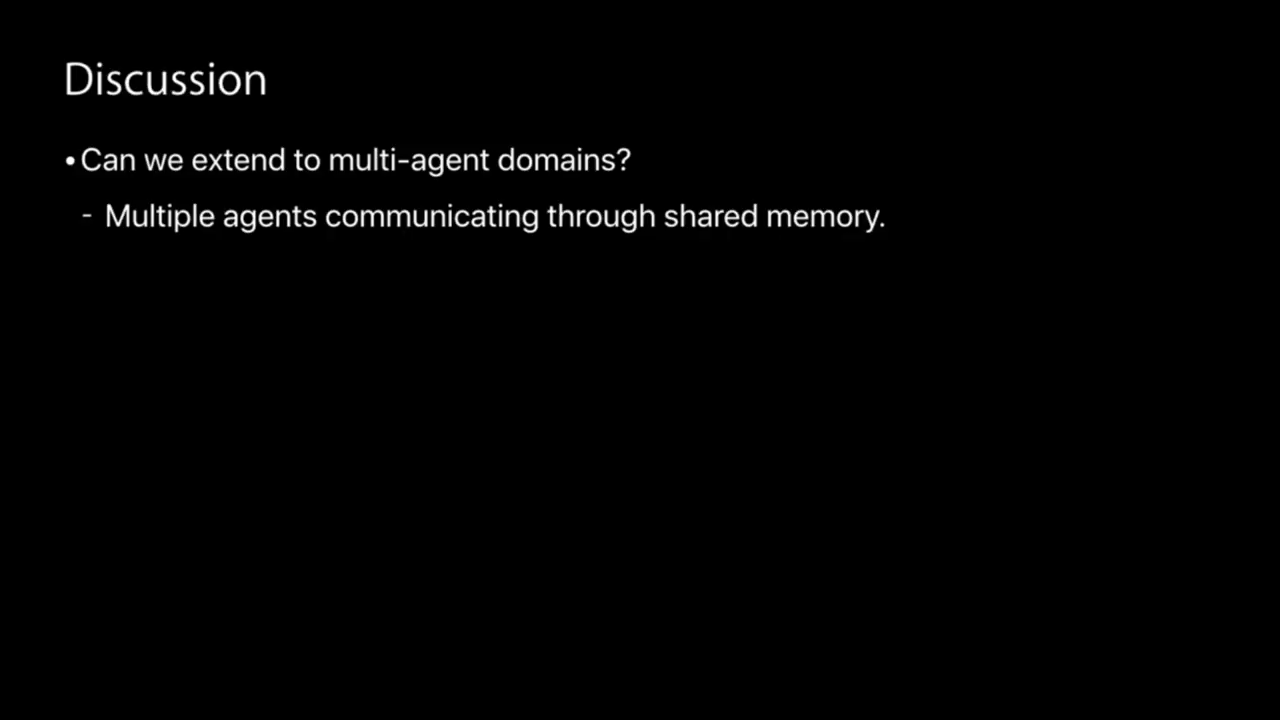 Discussion
• Can we extend to multi-agent domains?
- Multiple agents communicating through shared memory.